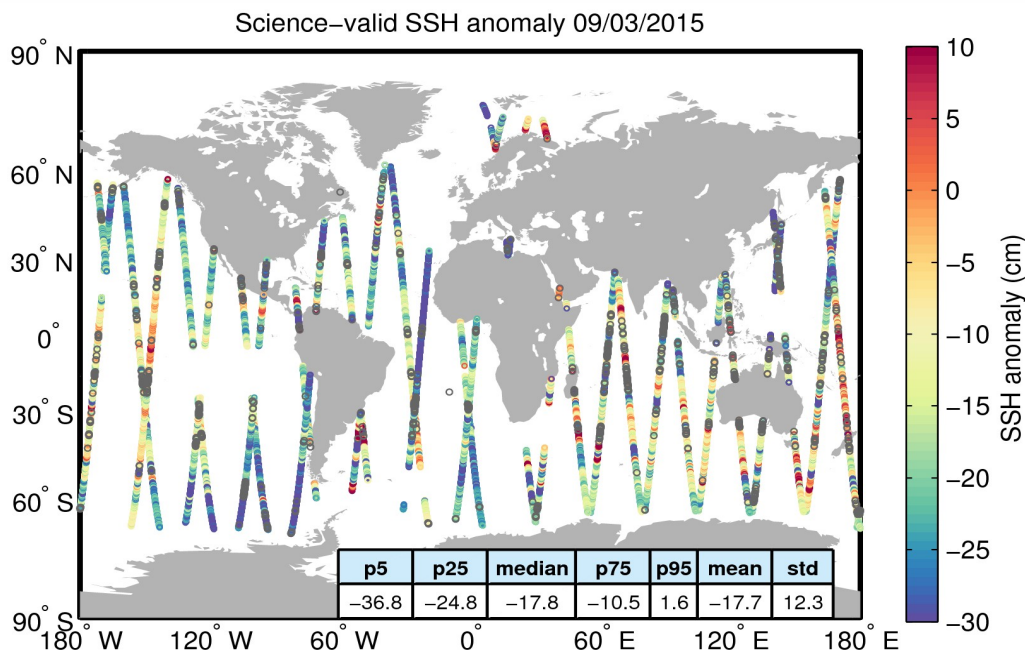 Science−valid SSH anomaly 09/03/2015
90° N
60° N
30° N
0°
30° S
60° S
90° S
180° W
120° W
60° W
0°
60° E
120° E
180° E
p5 p25 median p75 p95 mean std
−36.8 −24.8 −17.8 −10.5 1.6 −17.7 12.3
10
5
0
−5
−10
−15
−20
−25
−30
SSH anomaly (cm)